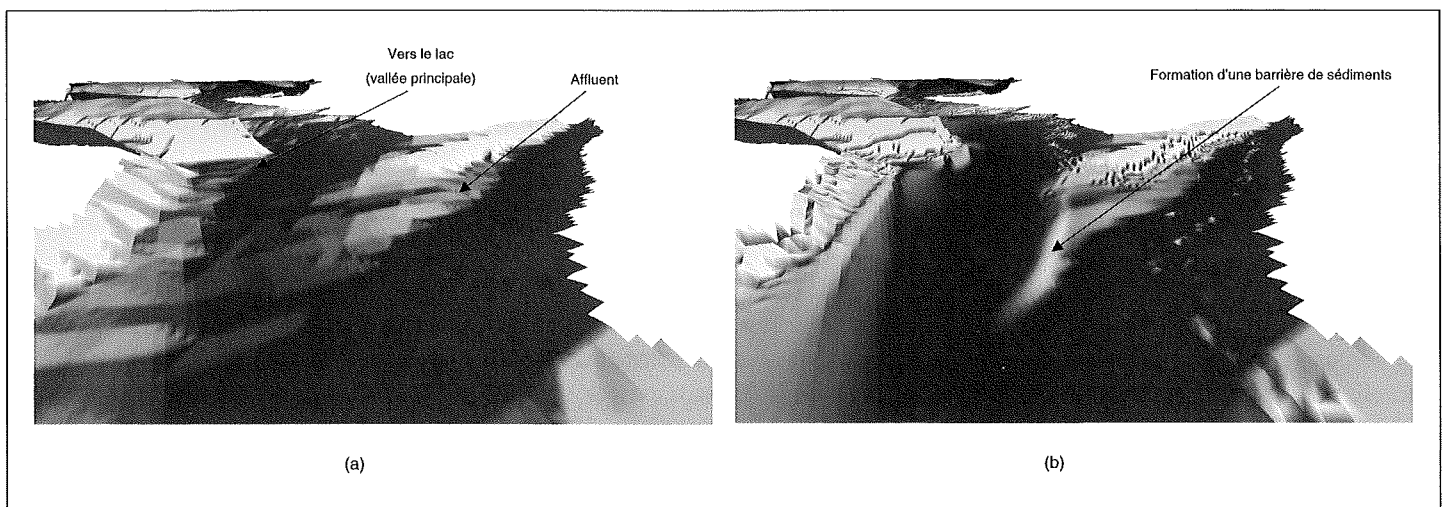 Vers le lac
(vallée principale)
Affluent
Formation d'une barrière de sédiments
(a)
(b)